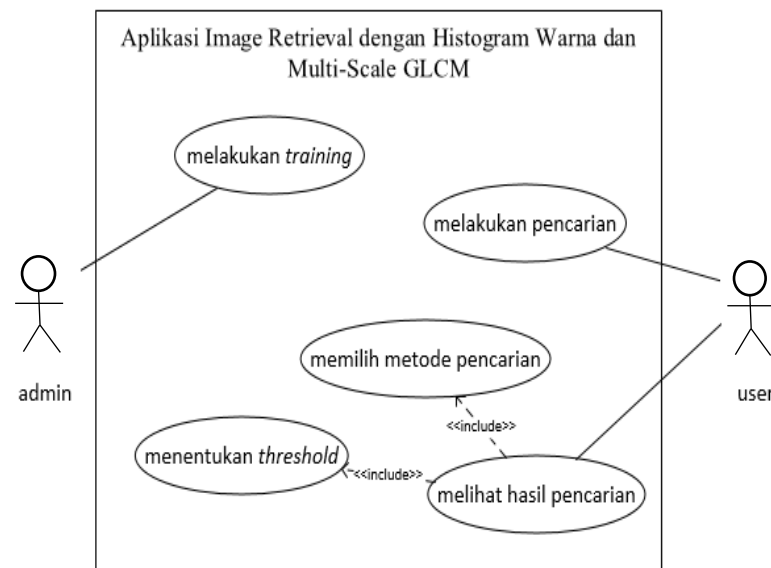 Aplikasi Image Retrieval dengan Histogram Warna dan
Multi-Scale GLCM
melakukan training
melakukan pencarian
admin
user
memilih metode pencarian
<<include>>
menentukan threshold
<<include>>
melihat hasil pencarian